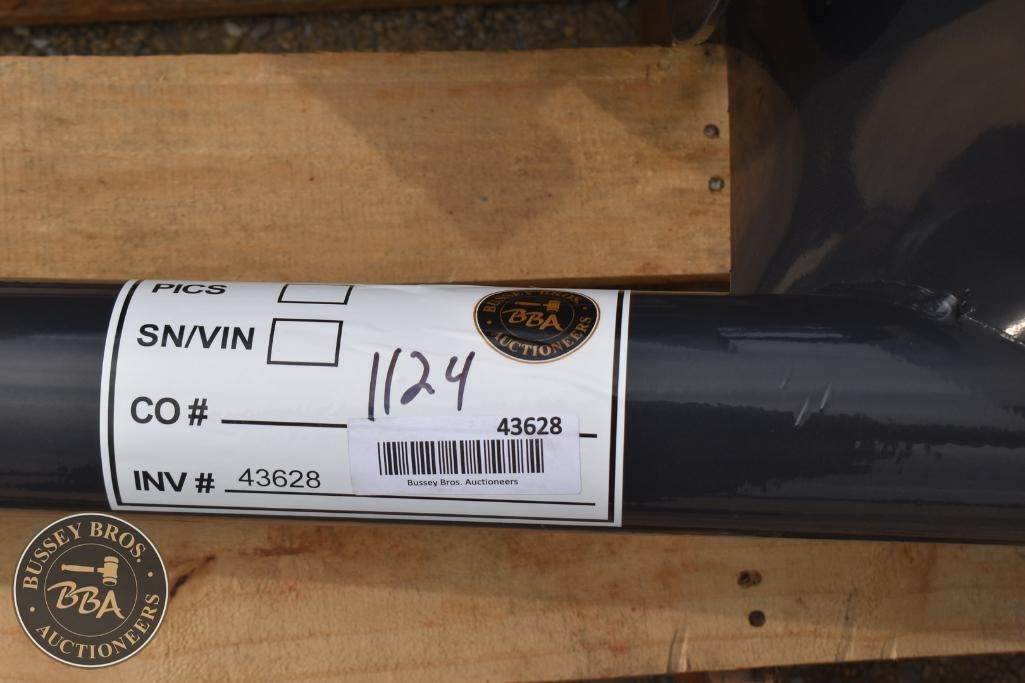 PICS
SN/VIN
BUSSEY BROS. BBA AUCTIONEERS
1124
CO #
43628
Bussey Bros. Auctioneers
INV # 43628
BUSSEY BROS.
BBA
AUCTIONEERS